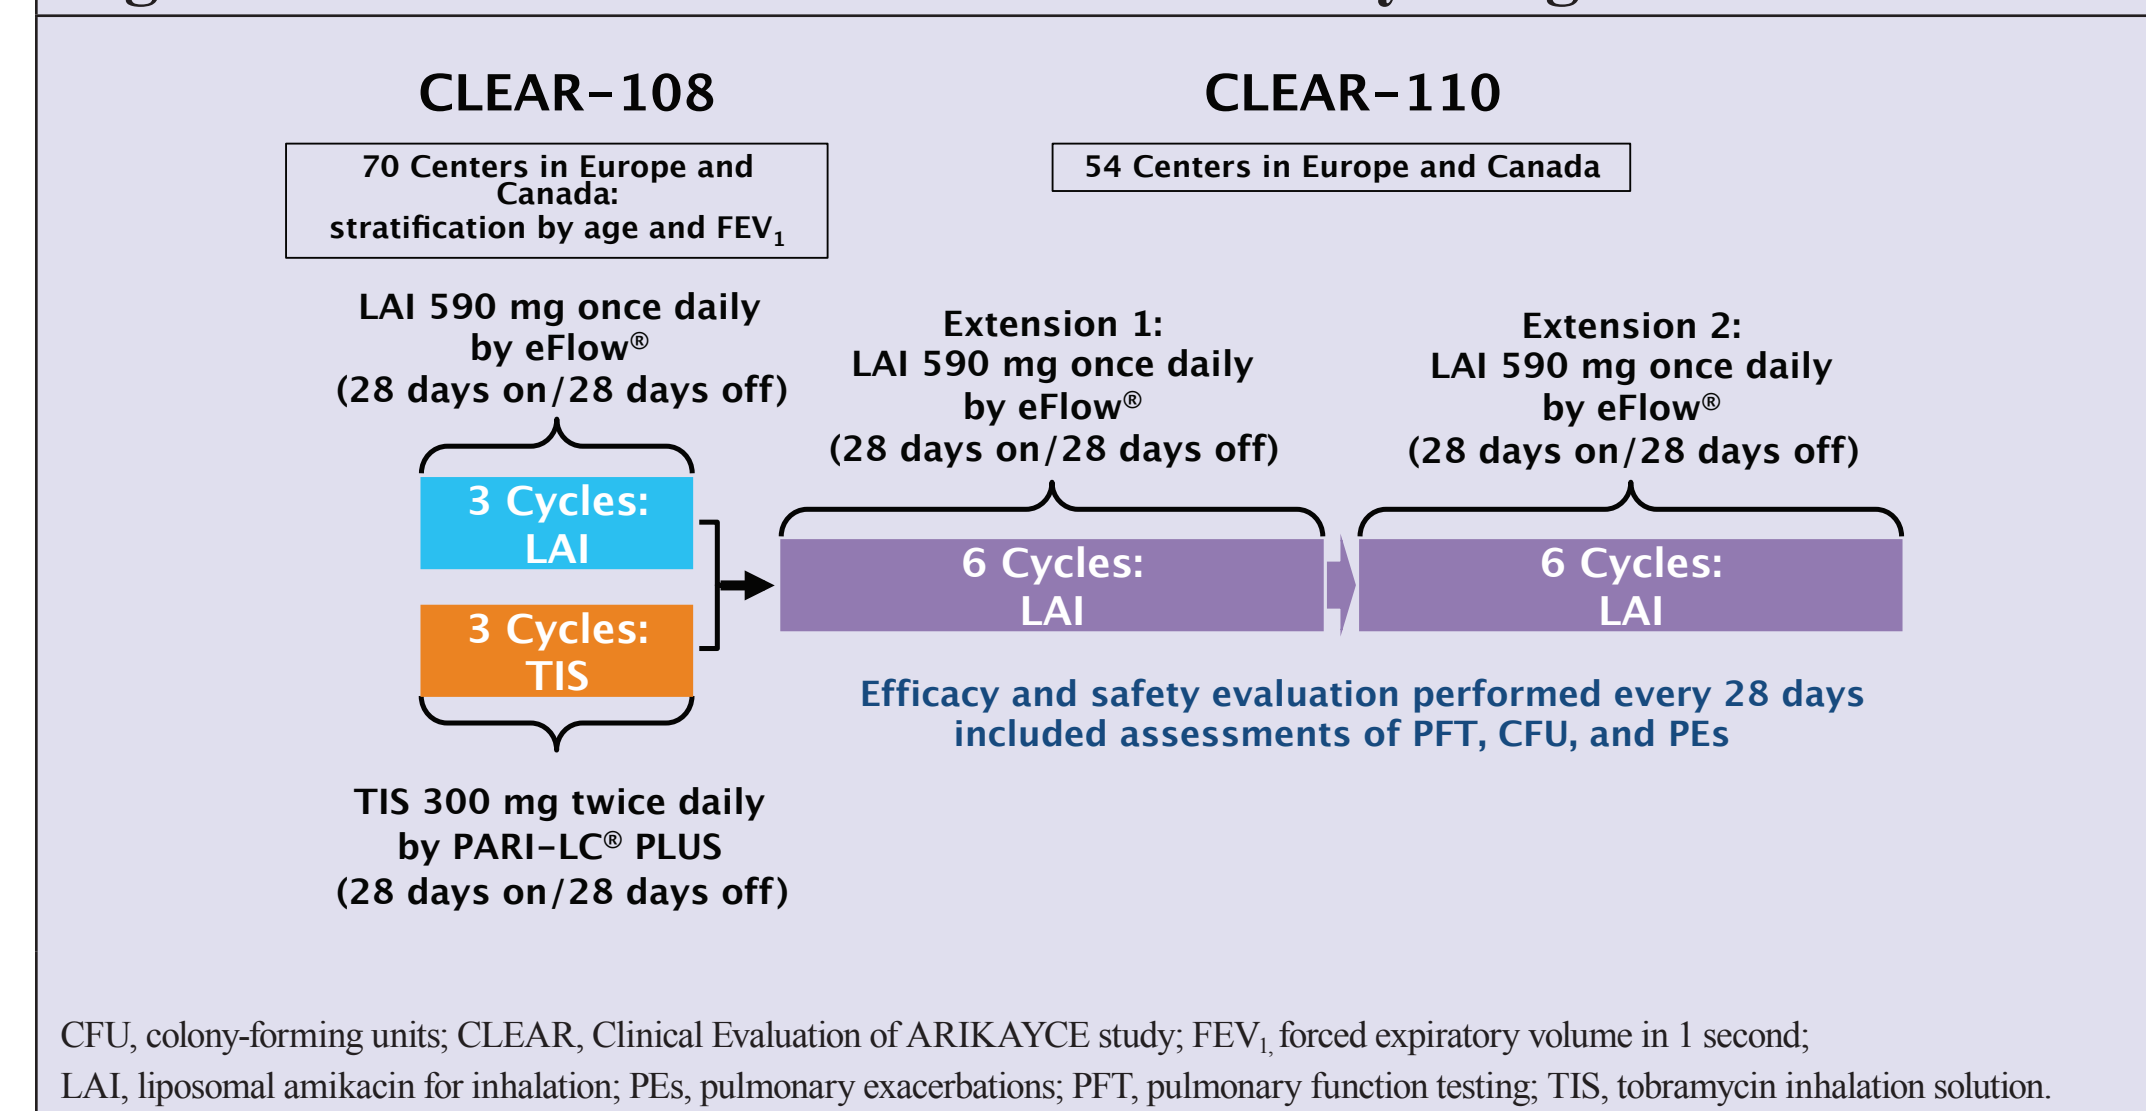 CLEAR-108
70 Centers in Europe and
Canada:
stratification by age and FEV1
LAI 590 mg once daily
by eFlow®
(28 days on/28 days off)
3 Cycles:
LAI
3 Cycles:
TIS
TIS 300 mg twice daily
by PARI-LC® PLUS
(28 days on/28 days off)
CLEAR-110
54 Centers in Europe and Canada
Extension 1:
LAI 590 mg once daily
by eFlow®
(28 days on/28 days off)
6 Cycles:
LAI
Extension 2:
LAI 590 mg once daily
by eFlow®
(28 days on/28 days off)
6 Cycles:
LAI
Efficacy and safety evaluation performed every 28 days
included assessments of PFT, CFU, and PEs
CFU, colony-forming units; CLEAR, Clinical Evaluation of ARIKAYCE study; FEV1, forced expiratory volume in 1 second;
LAI, liposomal amikacin for inhalation; PEs, pulmonary exacerbations; PFT, pulmonary function testing; TIS, tobramycin inhalation solution.